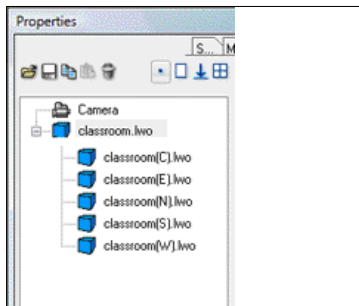 Properties
S... M
Camera
classroom.lwo
classroom(C).lwo
classroom(E).lwo
classroom(N).lwo
classroom(S).lwo
classroom(W).lwo